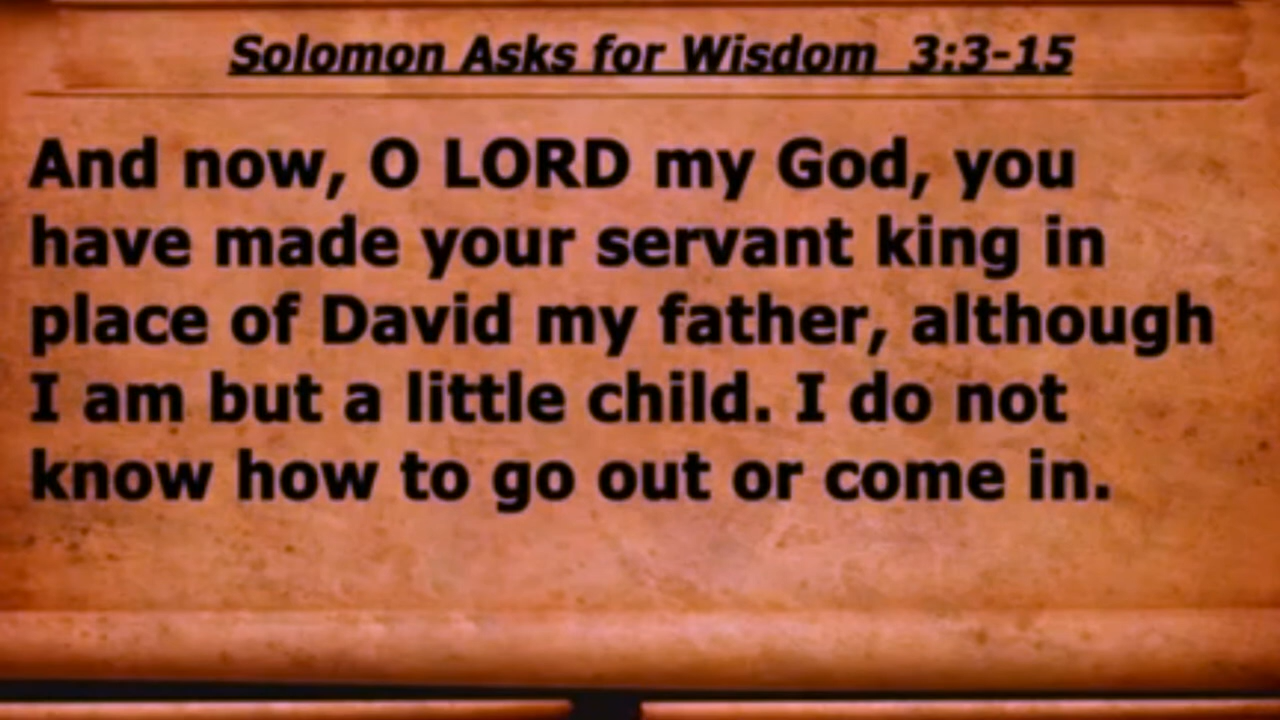 Solomon Asks for Wisdom 3:3-15
And now, O LORD my God, you
have made your servant king in
place of David my father, although
I am but a little child. I do not
know how to go out or come in.